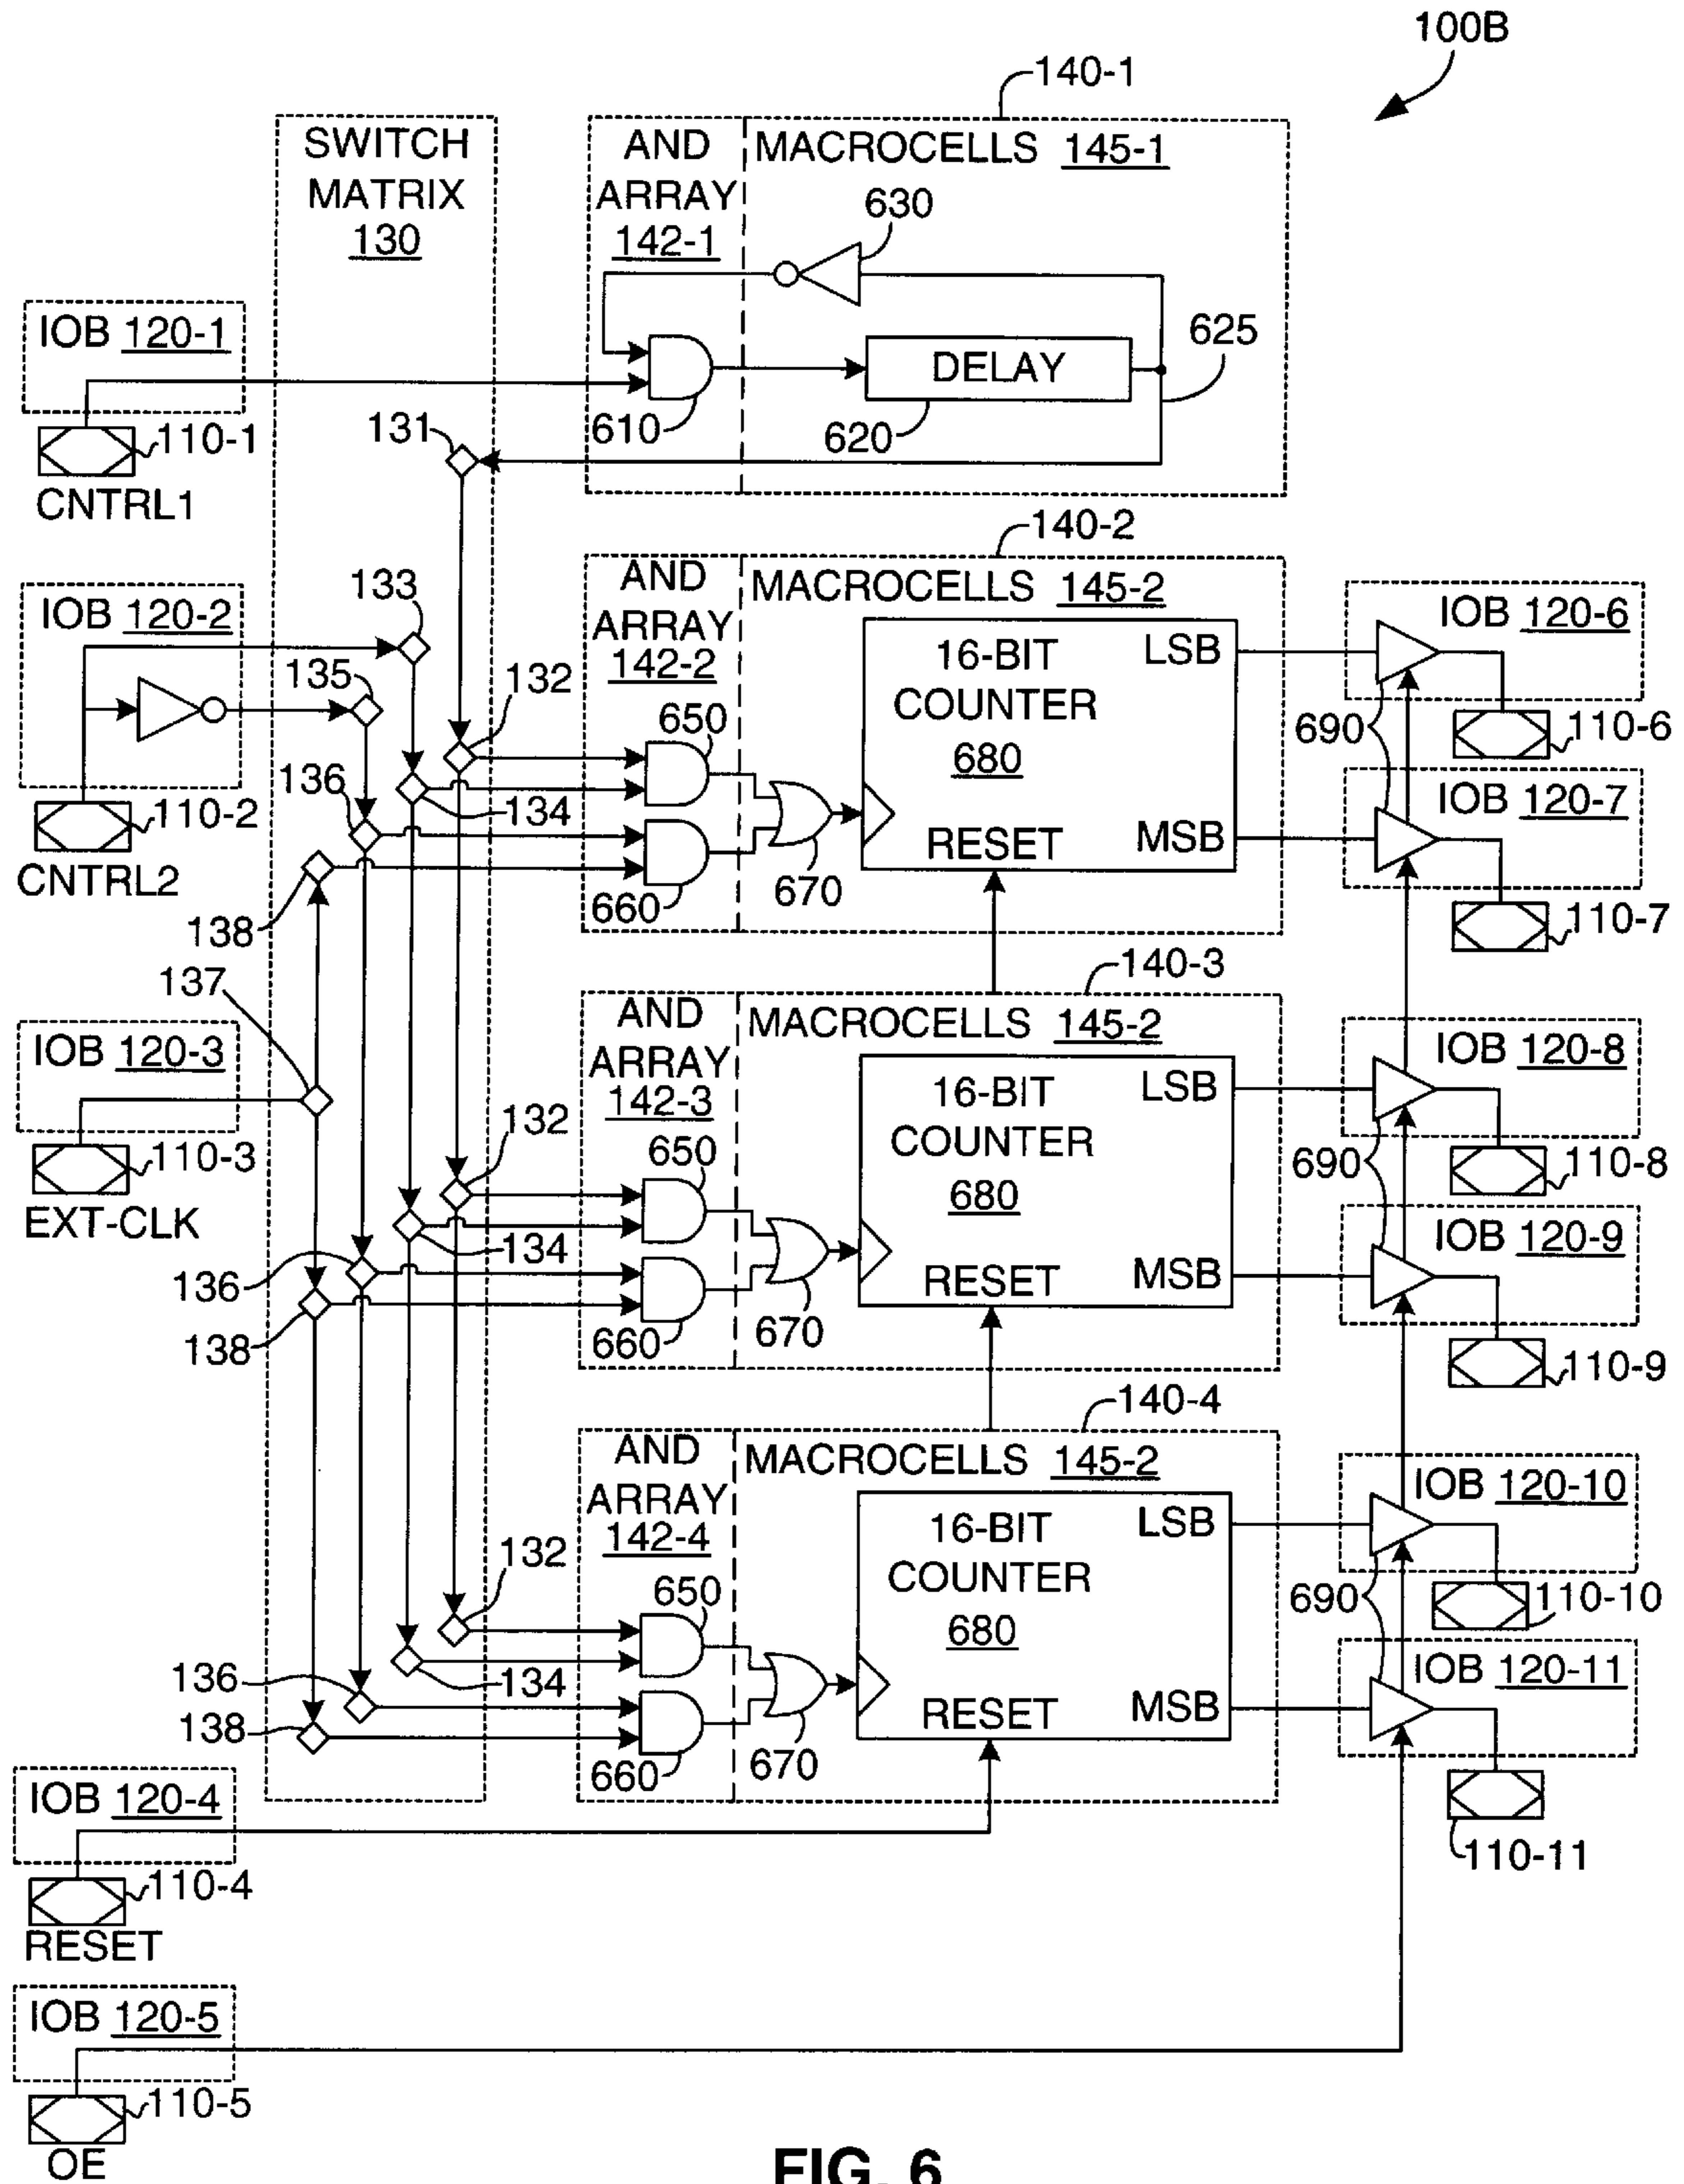 100B
140-1
SWITCH
MATRIX
130
AND
ARRAY
142-1
MACROCELLS 145-1
630
625
DELAY
610
620
IOB 120-1
110-1
CNTRL1
131
140-2
133
IOB 120-2
135
132
110-2
CNTRL2
136
134
138
AND
ARRAY
142-2
MACROCELLS 145-2
650
660
670
16-BIT
COUNTER
680
LSB
MSB
RESET
IOB 120-6
690
110-6
IOB 120-7
110-7
140-3
137
IOB 120-3
110-3
EXT-CLK
132
134
136
138
AND
ARRAY
142-3
MACROCELLS 145-2
650
660
670
16-BIT
COUNTER
680
LSB
MSB
RESET
IOB 120-8
690
110-8
IOB 120-9
110-9
140-4
132
134
136
138
AND
ARRAY
142-4
MACROCELLS 145-2
650
660
670
16-BIT
COUNTER
680
LSB
MSB
RESET
IOB 120-10
690
110-10
IOB 120-11
110-11
IOB 120-4
110-4
RESET
IOB 120-5
110-5
OE
FIG. 6